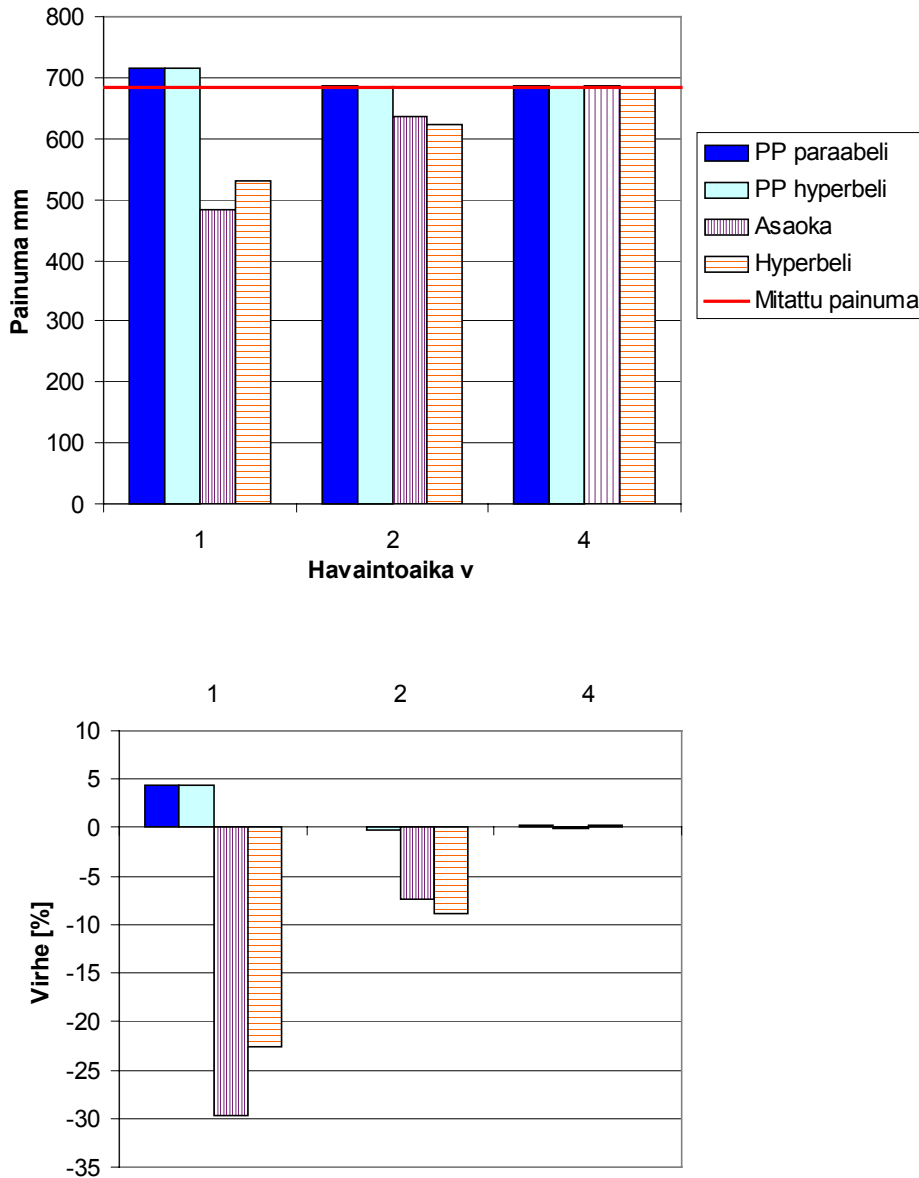 800
700
600
500
400
300
200
100
0
Painuma mm
1 2 4
Havaintoaika v
PP paraabeli
PP hyperbeli
Asaoka
Hyperbeli
Mitattu painuma
1 2 4
10
5
0
-5
-10
-15
-20
-25
-30
-35
Virhe [%]